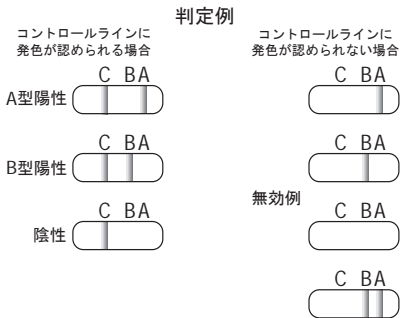 判定例
コントロールラインに
発色が認められる場合
C BA
A型陽性
C BA
B型陽性
C BA
陰性
コントロールラインに
発色が認められない場合
C BA
C BA
無効例
C BA
C BA